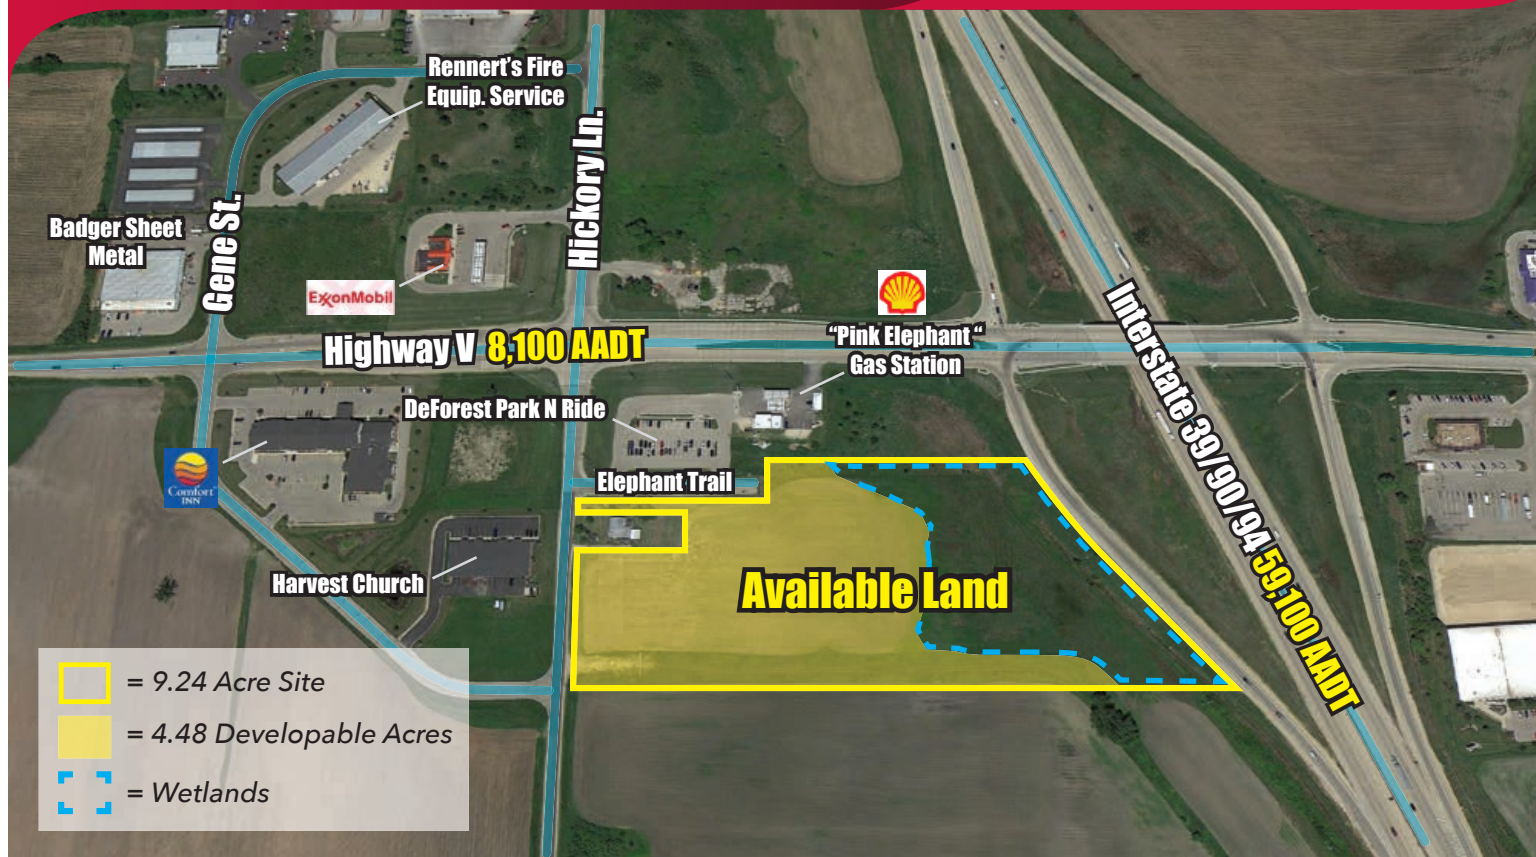 Rennert's Fire
Equip. Service
Hickory Ln.
Gene St.
Badger Sheet
Metal
ExxonMobil
Highway V 8,100 AADT
"Pink Elephant "
Gas Station
Interstate 39/90/94 59,100 AADT
DeForest Park N Ride
Comfort
INN
Elephant Trail
Harvest Church
Available Land
= 9.24 Acre Site
= 4.48 Developable Acres
= Wetlands